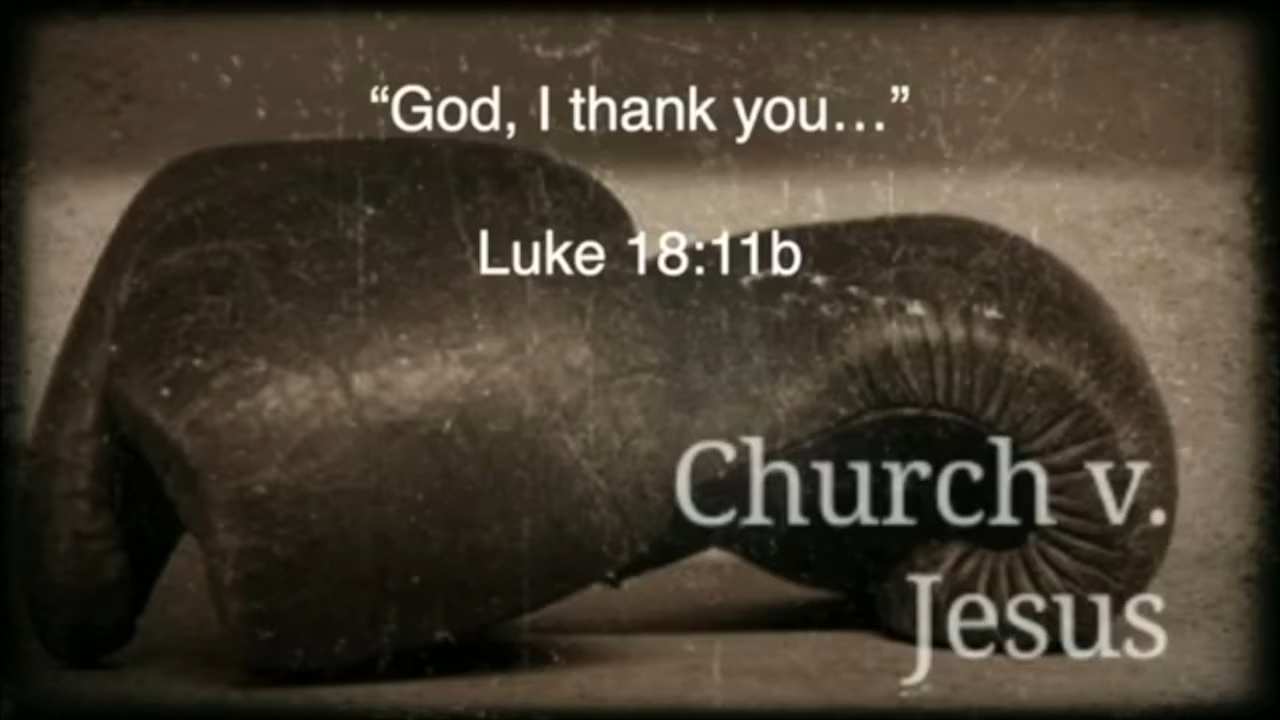 “God, I thank you…”
Luke 18:11b
Church v.
Jesus